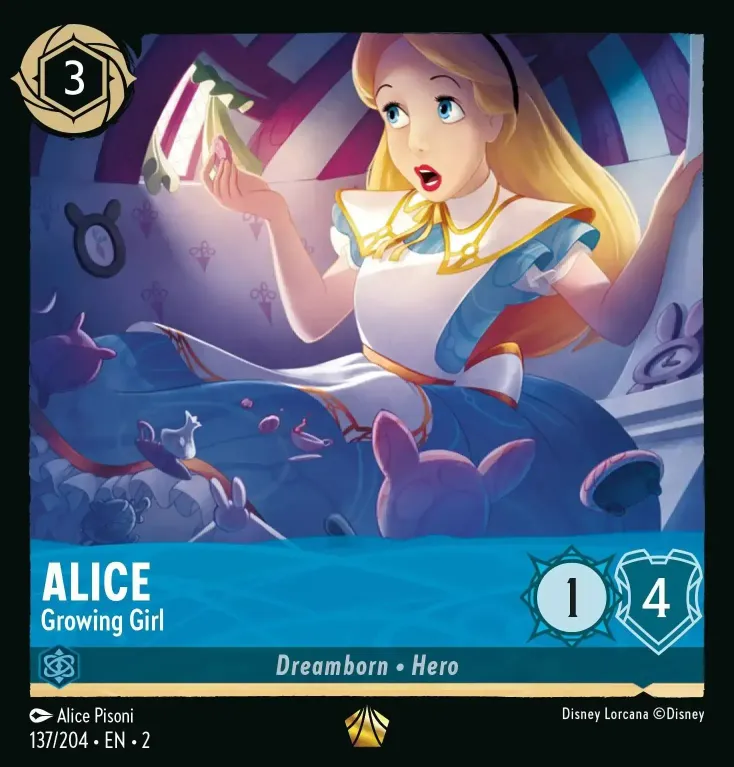 3
ALICE
Growing Girl
1
4
Dreamborn • Hero
Alice Pisoni
Disney Lorcana ©Disney
137/204 • EN • 2